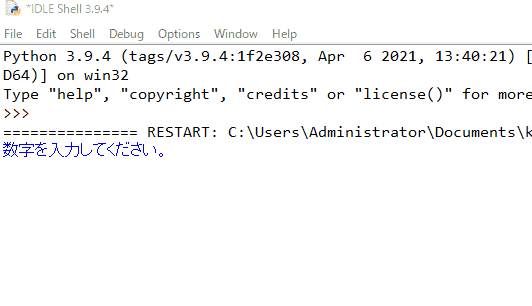 *IDLE Shell 3.9.4*
File Edit Shell Debug Options Window Help
Python 3.9.4 (tags/v3.9.4:1f2e308, Apr  6 2021, 13:40:21) [
D64)] on win32
Type "help", "copyright", "credits" or "license()" for more
>>>
=============== RESTART: C:\Users\Administrator\Documents\k
数字を入力してください。